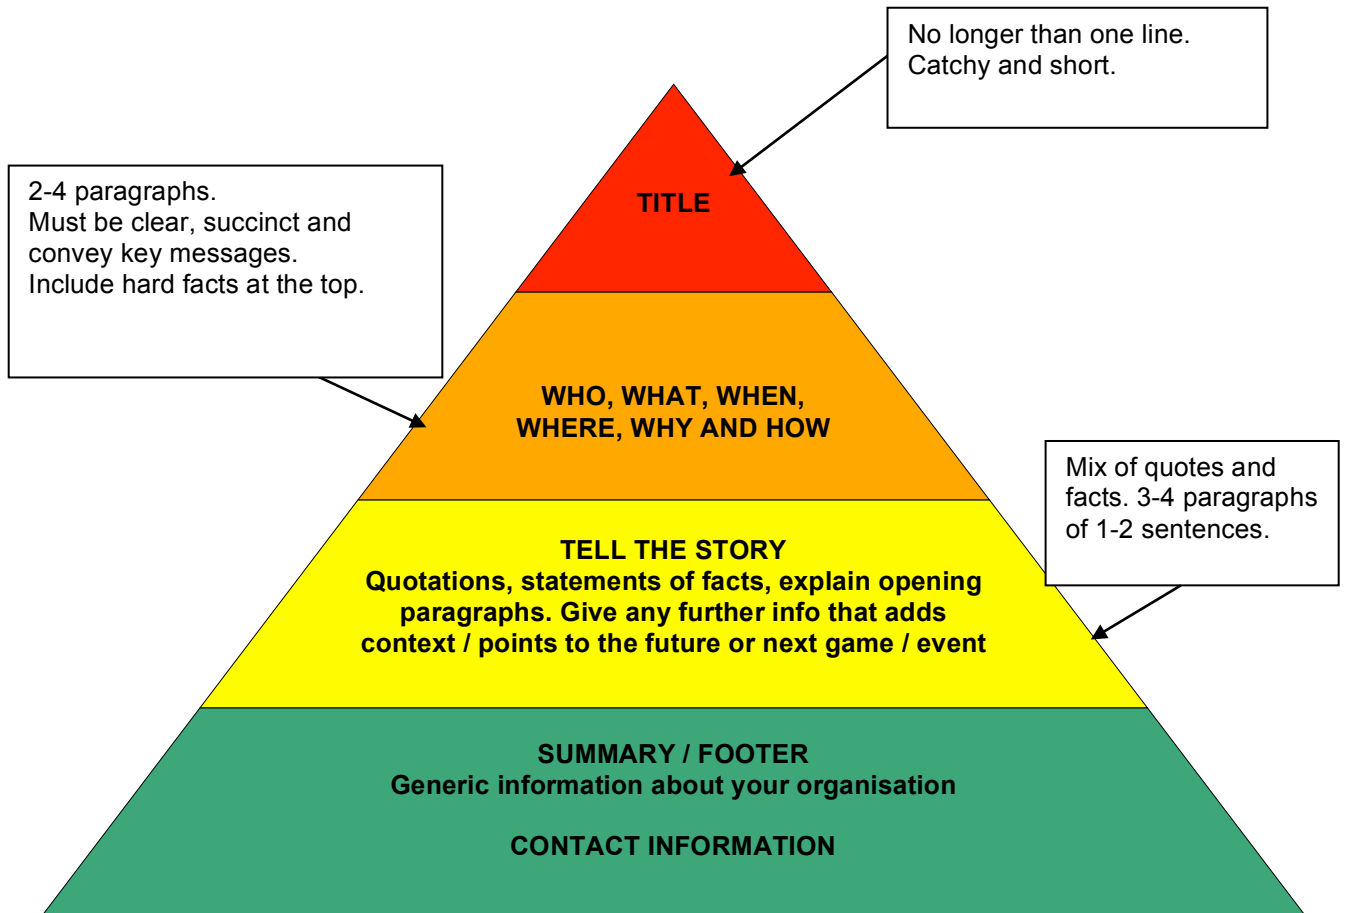 No longer than one line.
Catchy and short.
2-4 paragraphs.
Must be clear, succinct and
convey key messages.
Include hard facts at the top.
TITLE
WHO, WHAT, WHEN,
WHERE, WHY AND HOW
Mix of quotes and
facts. 3-4 paragraphs
of 1-2 sentences.
TELL THE STORY
Quotations, statements of facts, explain opening
paragraphs. Give any further info that adds
context / points to the future or next game / event
SUMMARY / FOOTER
Generic information about your organisation
CONTACT INFORMATION